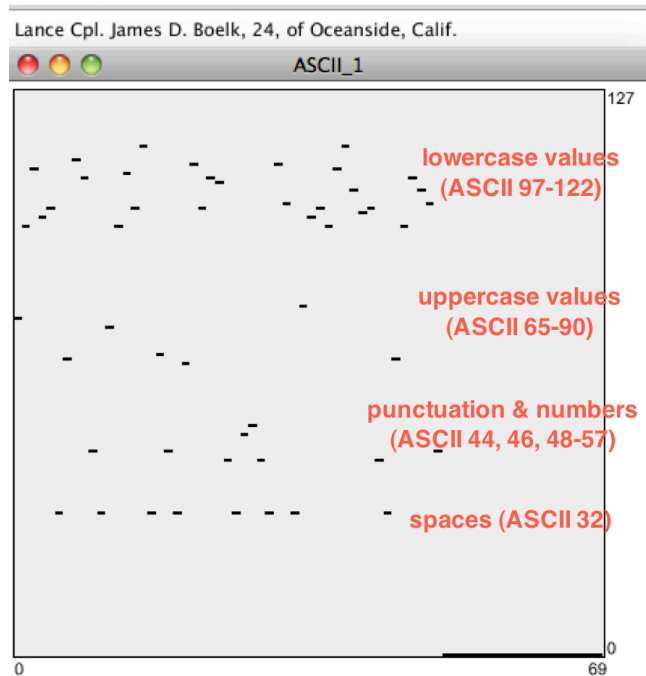 Lance Cpl. James D. Boelk, 24, of Oceanside, Calif.
ASCII_1
127
lowercase values
(ASCII 97-122)
uppercase values
(ASCII 65-90)
punctuation & numbers
(ASCII 44, 46, 48-57)
spaces (ASCII 32)
0
0
69